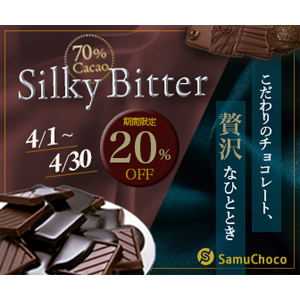 70%
Cacao
Silky Bitter
4/1~
4/30
期間限定
20%
OFF
こだわりのチョコレート、
贅沢
なひととき
SamuChoco